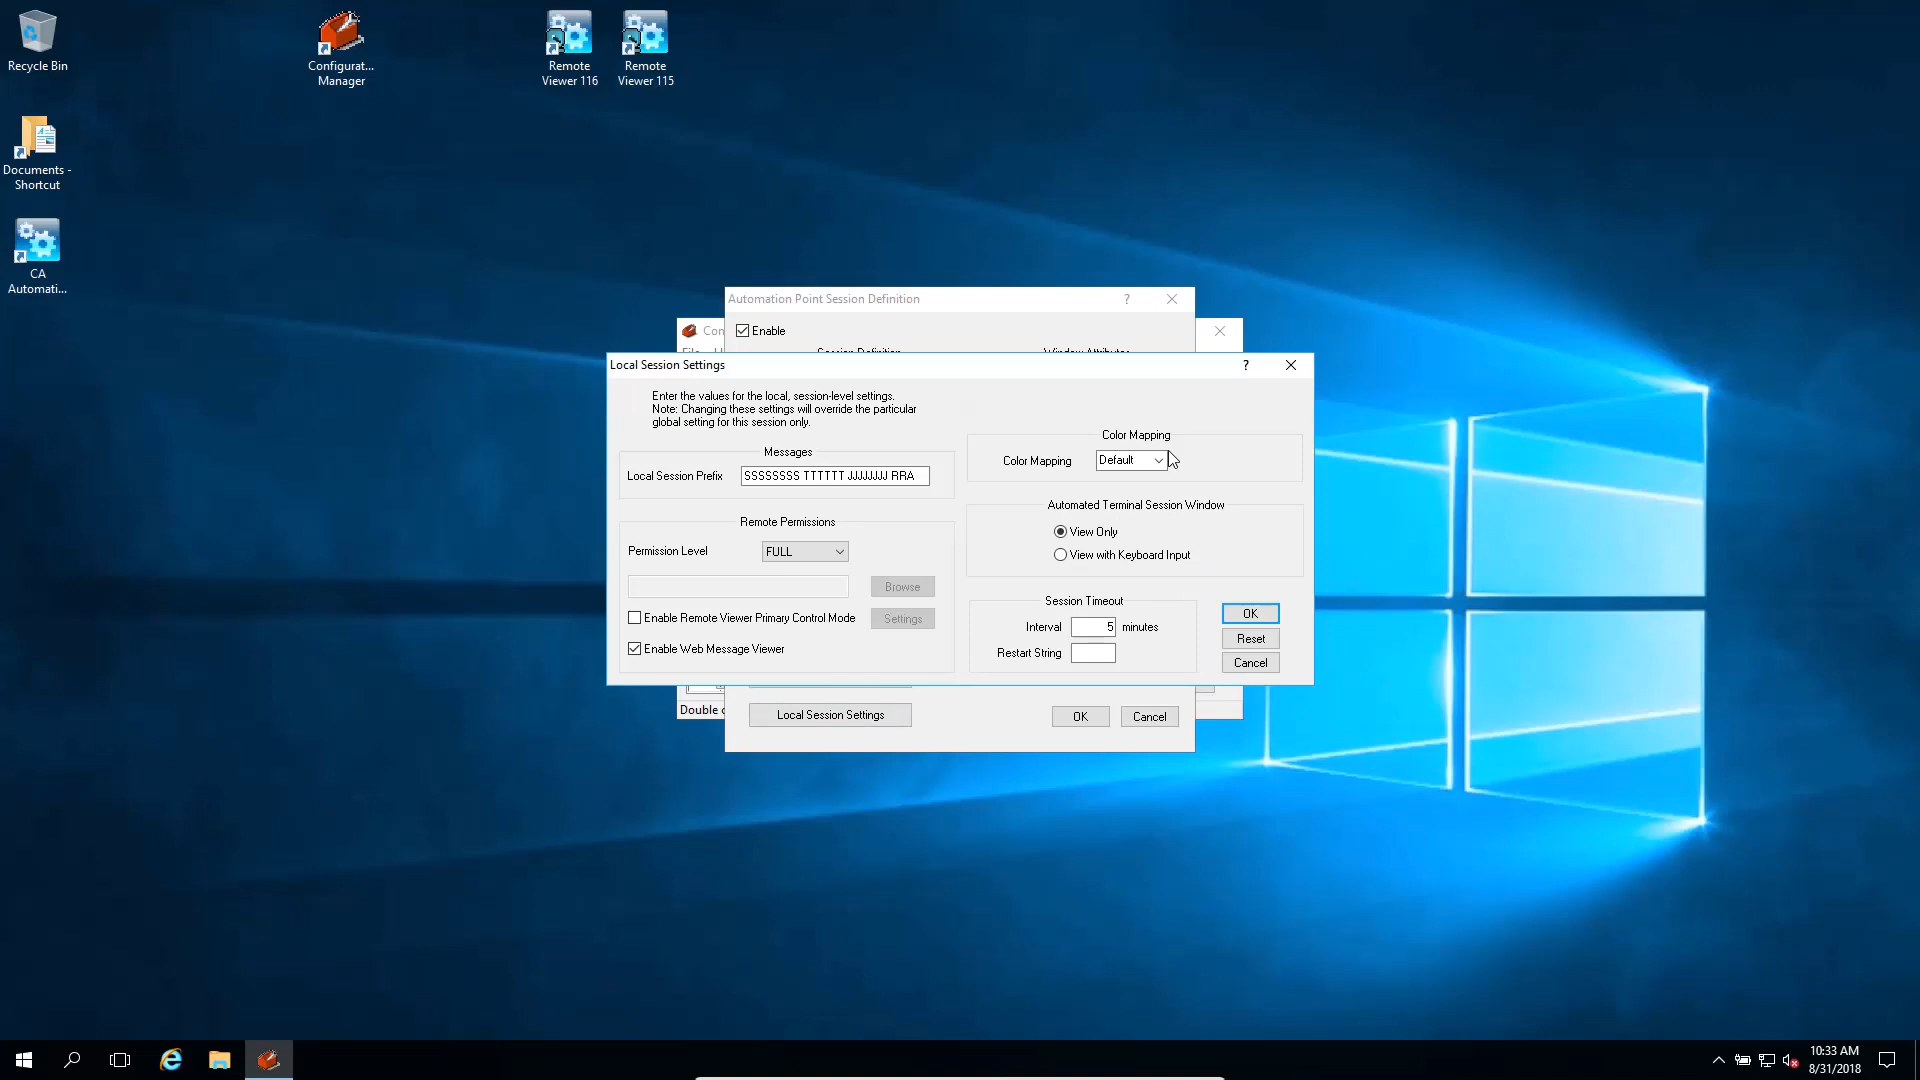 Recycle Bin
Configurat...
Manager
Remote
Viewer 116
Remote
Viewer 115
Documents -
Shortcut
CA
Automati...
Automation Point Session Definition
?
Enable
Con
Local Session Settings
?
Enter the values for the local, session-level settings.
Note: Changing these settings will override the particular
global setting for this session only.
Messages
Local Session Prefix
SSSSSSSS TTTTTT JJJJJJJJ RRA
Remote Permissions
Permission Level
FULL
Browse
Enable Remote Viewer Primary Control Mode
Settings
Enable Web Message Viewer
Color Mapping
Color Mapping
Default
Automated Terminal Session Window
View Only
View with Keyboard Input
Session Timeout
Interval
5
minutes
Restart String
OK
Reset
Cancel
Double c
Local Session Settings
OK
Cancel
10:33 AM
8/31/2018